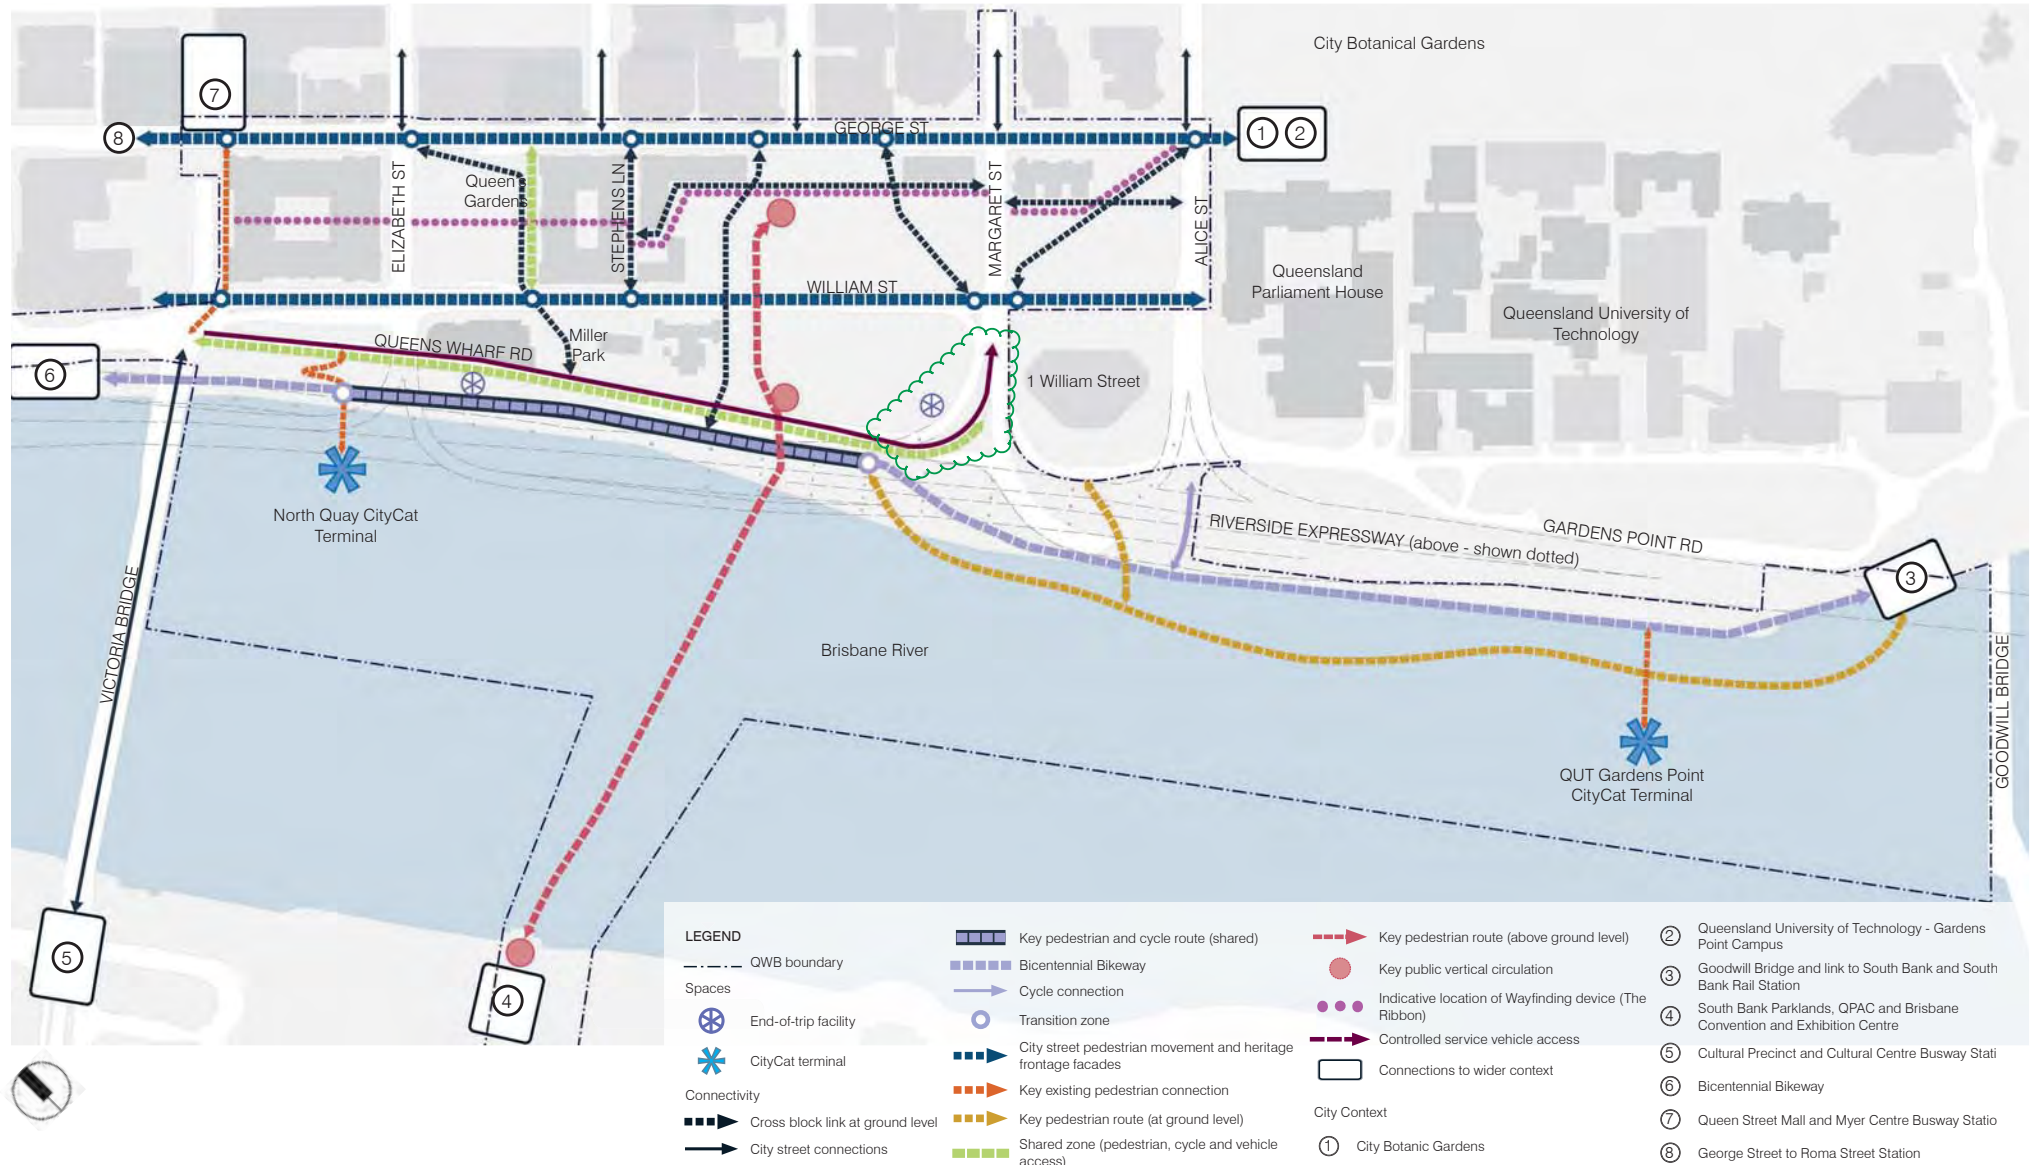 City Botanical Gardens
7
8
GEORGE ST
1 2
ELIZABETH ST
Queen's
Gardens
STEPHENS LN
MARGARET ST
ALICE ST
Queensland
Parliament House
Queensland University of
Technology
WILLIAM ST
QUEENS WHARF RD
Miller
Park
1 William Street
6
North Quay CityCat
Terminal
RIVERSIDE EXPRESSWAY (above - shown dotted)
GARDENS POINT RD
3
VICTORIA BRIDGE
Brisbane River
GOODWILL BRIDGE
QUT Gardens Point
CityCat Terminal
5
4
LEGEND
QWB boundary
Spaces
End-of-trip facility
CityCat terminal
Connectivity
Cross block link at ground level
City street connections
Key pedestrian and cycle route (shared)
Bicentennial Bikeway
Cycle connection
Transition zone
City street pedestrian movement and heritage
frontage facades
Key existing pedestrian connection
Key pedestrian route (at ground level)
Shared zone (pedestrian, cycle and vehicle
access)
Key pedestrian route (above ground level)
Key public vertical circulation
Indicative location of Wayfinding device (The
Ribbon)
Controlled service vehicle access
Connections to wider context
City Context
1 City Botanic Gardens
2 Queensland University of Technology - Gardens
Point Campus
3 Goodwill Bridge and link to South Bank and South
Bank Rail Station
4 South Bank Parklands, QPAC and Brisbane
Convention and Exhibition Centre
5 Cultural Precinct and Cultural Centre Busway Stati
6 Bicentennial Bikeway
7 Queen Street Mall and Myer Centre Busway Statio
8 George Street to Roma Street Station